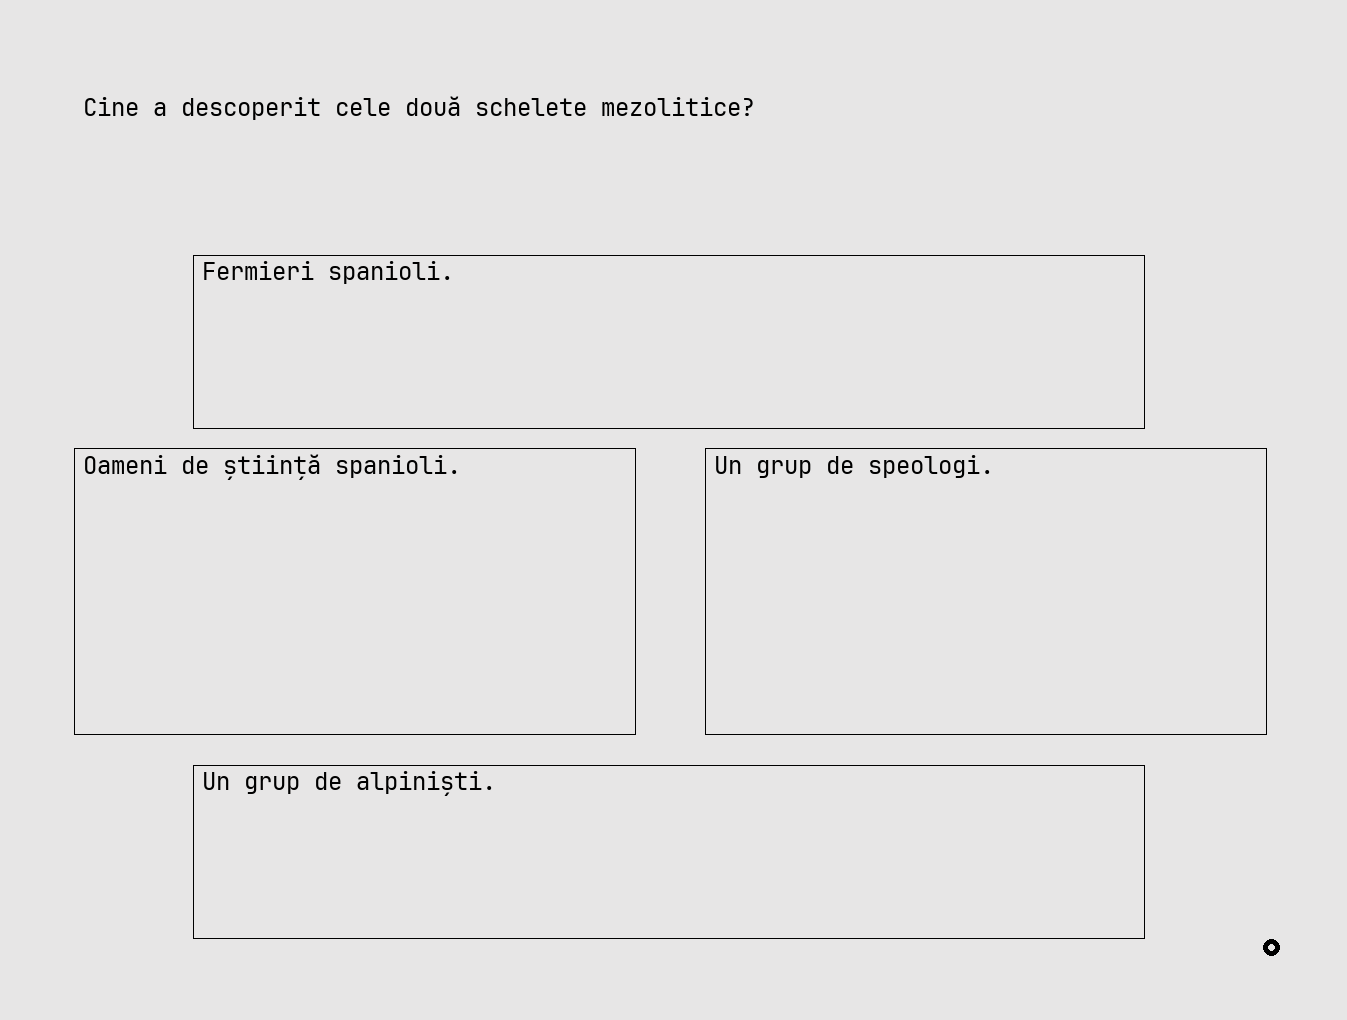 Cine a descoperit cele două schelete mezolitice?
Fermieri spanioli.
Oameni de știință spanioli.
Un grup de speologi.
Un grup de alpiniști.